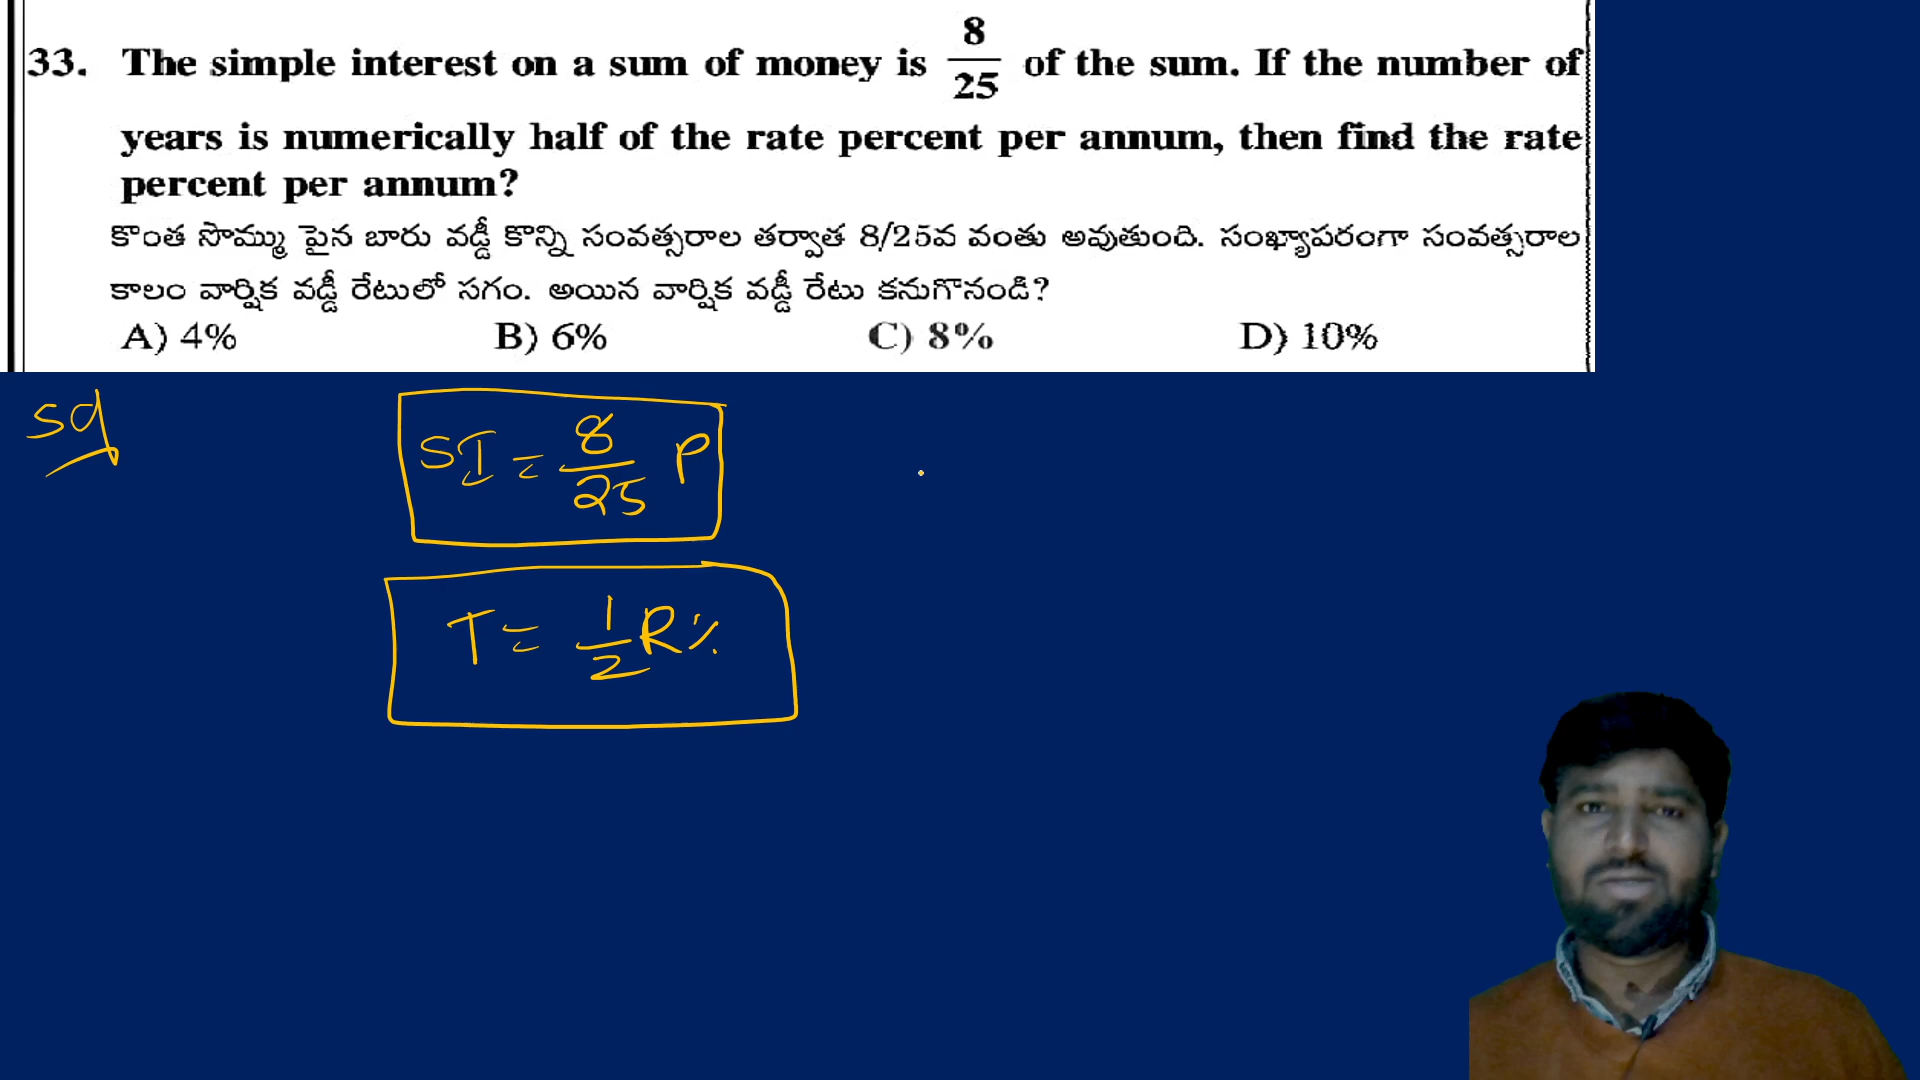 33. The simple interest on a sum of money is 8/25 of the sum. If the number of
years is numerically half of the rate percent per annum, then find the rate
percent per annum?
కొంత సొమ్ము పైన బారు వడ్డీ కొన్ని సంవత్సరాల తర్వాత 8/25వ వంతు అవుతుంది. సంఖ్యాపరంగా సంవత్సరాల
కాలం వార్షిక వడ్డీ రేటులో సగం. అయిన వార్షిక వడ్డీ రేటు కనుగొనండి?
A) 4% B) 6% C) 8% D) 10%
SI = 8/25 P
T = 1/2 R%